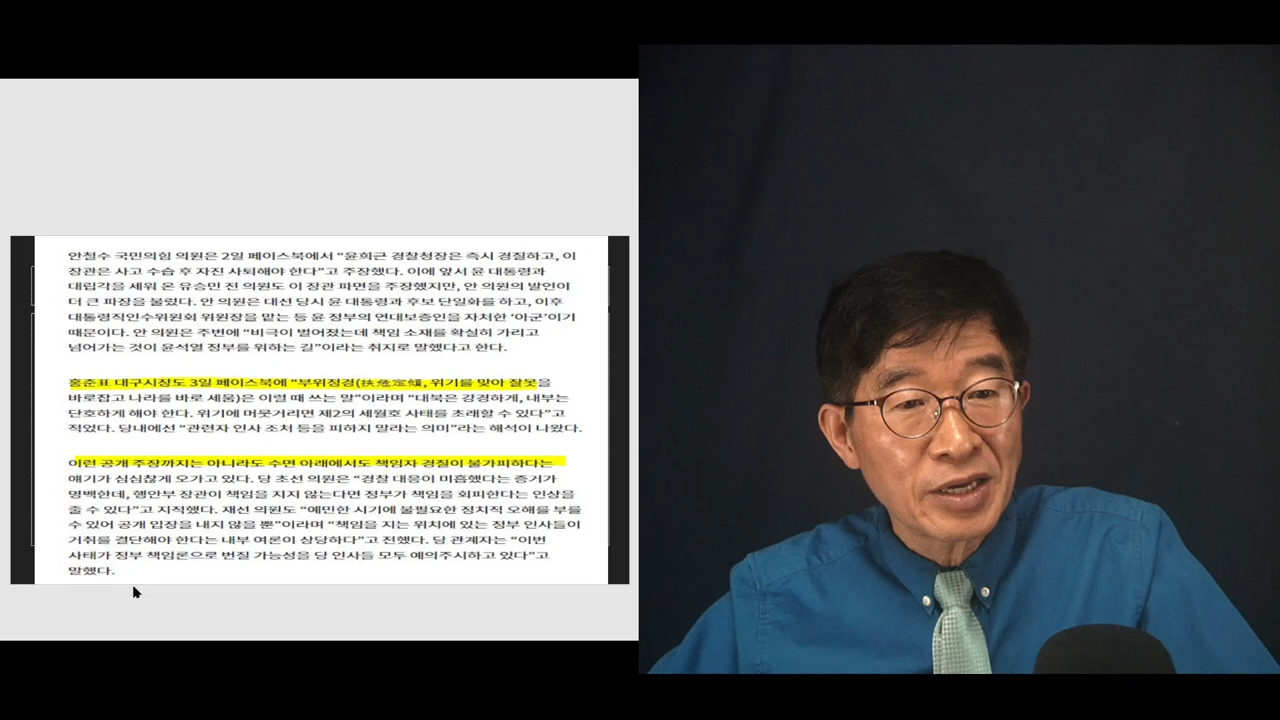 안철수 국민의힘 의원은 2일 페이스북에서 “윤희근 경찰청장은 즉시 경질하고, 이
장관은 사고 수습 후 자진 사퇴해야 한다”고 주장했다. 이에 앞서 윤 대통령과
대립각을 세워 온 유승민 전 의원도 이 장관 파면을 주장했지만, 안 의원의 발언이
더 큰 파장을 불렀다. 안 의원은 대선 당시 윤 대통령과 후보 단일화를 하고, 이후
대통령직인수위원회 위원장을 맡는 등 윤 정부의 연대보증인을 자처한 ‘아군’이기
때문이다. 안 의원은 주변에 “비극이 벌어졌는데 책임 소재를 확실히 가리고
넘어가는 것이 윤석열 정부를 위하는 길”이라는 취지로 말했다고 한다.
홍준표 대구시장도 3일 페이스북에 “부위정경(扶危定傾, 위기를 맞아 잘못을
바로잡고 나라를 바로 세움)은 이럴 때 쓰는 말”이라며 “대북은 강경하게, 내부는
단호하게 해야 한다. 위기에 머뭇거리면 제2의 세월호 사태를 초래할 수 있다”고
적었다. 당내에선 “관련자 인사 조처 등을 피하지 말라는 의미”라는 해석이 나왔다.
이런 공개 주장까지는 아니라도 수면 아래에서도 책임자 경질이 불가피하다는
얘기가 심심찮게 오가고 있다. 당 초선 의원은 “경찰 대응이 미흡했다는 증거가
명백한데, 행안부 장관이 책임을 지지 않는다면 정부가 책임을 회피한다는 인상을
줄 수 있다”고 지적했다. 재선 의원도 “예민한 시기에 불필요한 정치적 오해를 부를
수 있어 공개 입장을 내지 않을 뿐”이라며 “책임을 지는 위치에 있는 정부 인사들이
거취를 결단해야 한다는 내부 여론이 상당하다”고 전했다. 당 관계자는 “이번
사태가 정부 책임론으로 번질 가능성을 당 인사들 모두 예의주시하고 있다”고
말했다.